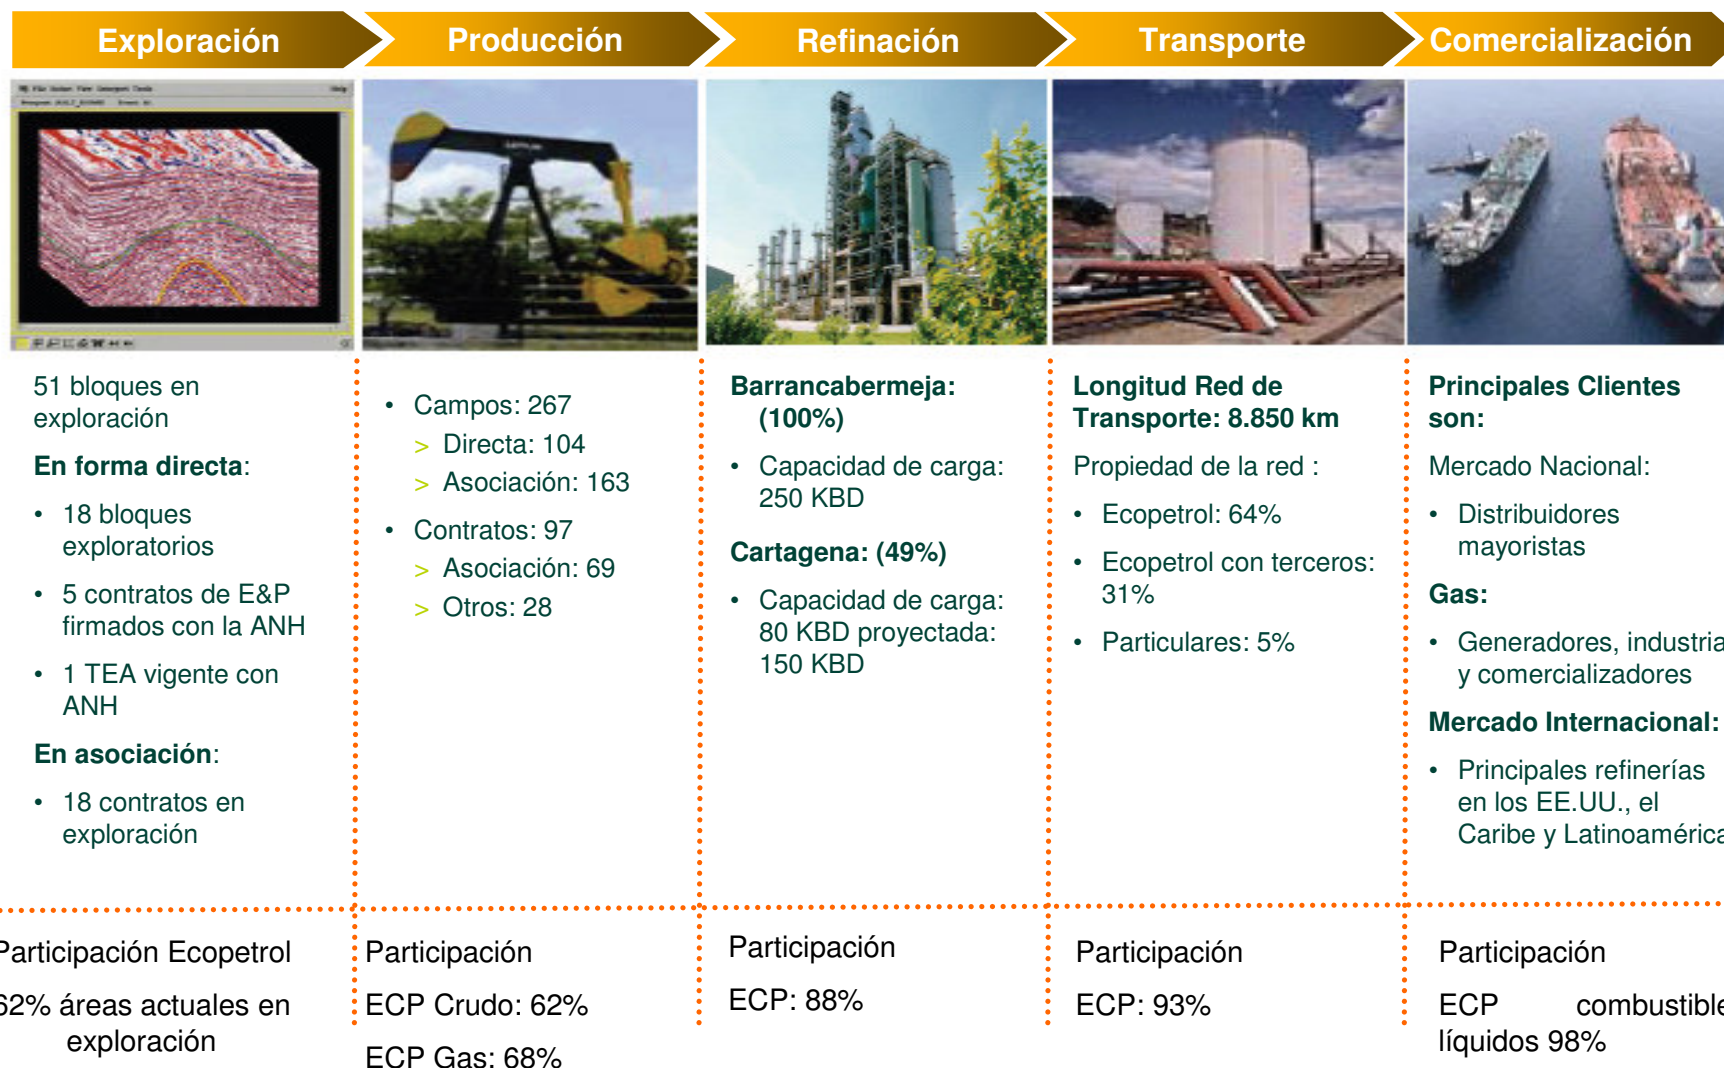 Exploración
Producción
Refinación
Transporte
Comercialización
File
View
Tools
Help
51 bloques en
exploración
En forma directa:
• 18 bloques
exploratorios
• 5 contratos de E&P
firmados con la ANH
• 1 TEA vigente con
ANH
En asociación:
• 18 contratos en
exploración
• Campos: 267
> Directa: 104
> Asociación: 163
• Contratos: 97
> Asociación: 69
> Otros: 28
Barrancabermeja:
(100%)
• Capacidad de carga:
250 KBD
Cartagena: (49%)
• Capacidad de carga:
80 KBD proyectada:
150 KBD
Longitud Red de
Transporte: 8.850 km
Propiedad de la red :
• Ecopetrol: 64%
• Ecopetrol con terceros:
31%
• Particulares: 5%
Principales Clientes
son:
Mercado Nacional:
• Distribuidores
mayoristas
Gas:
• Generadores, industria
y comercializadores
Mercado Internacional:
• Principales refinerías
en los EE.UU., el
Caribe y Latinoamérica
Participación Ecopetrol
62% áreas actuales en
exploración
Participación
ECP Crudo: 62%
ECP Gas: 68%
Participación
ECP: 88%
Participación
ECP: 93%
Participación
ECP combustible
líquidos 98%